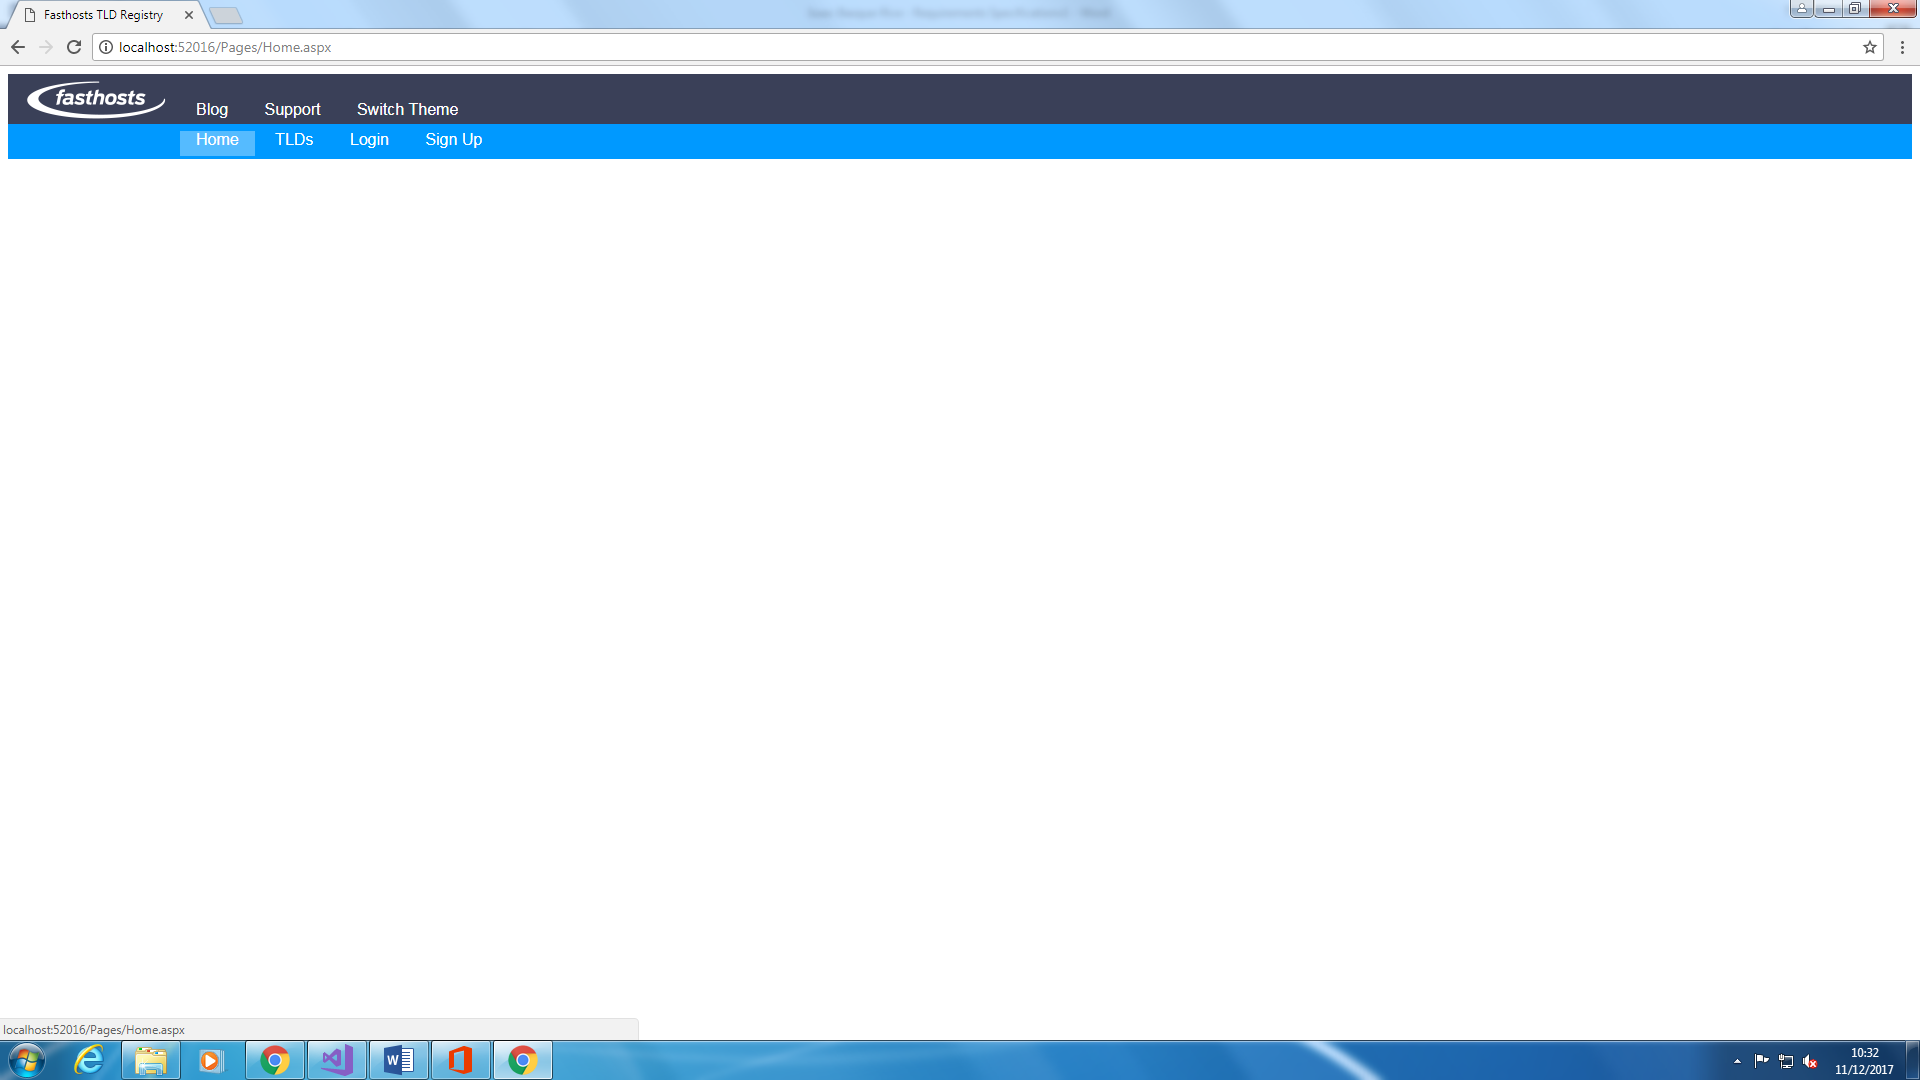 Fasthosts TLD Registry
localhost:52016/Pages/Home.aspx
fasthosts
Blog Support Switch Theme
Home TLDs Login Sign Up
localhost:52016/Pages/Home.aspx
10:32
11/12/2017